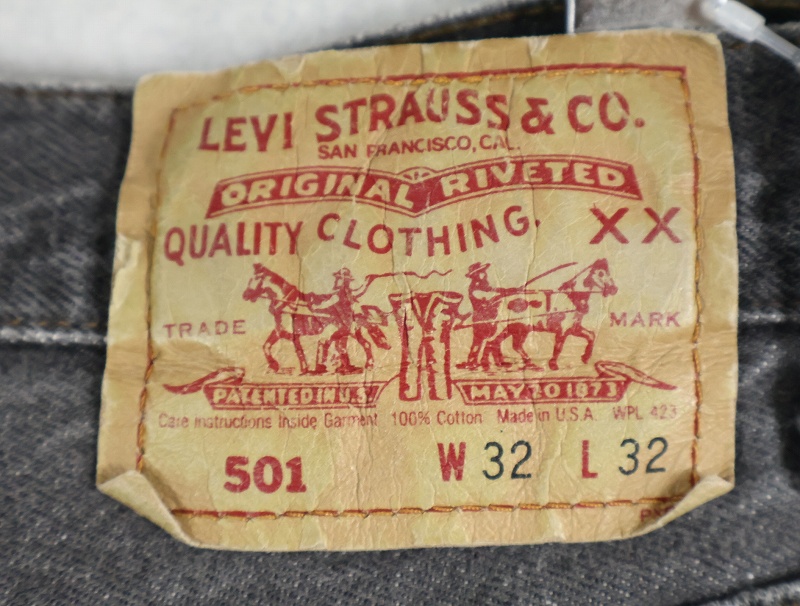 LEVI STRAUSS & CO.
SAN FRANCISCO, CAL.
ORIGINAL RIVETED
QUALITY CLOTHING. XX
TRADE MARK
PATENTED IN U.S. MAY 20 1873
Care instructions Inside Garment 100% Cotton Made in U.S.A. WPL 423
501 W 32 L 32